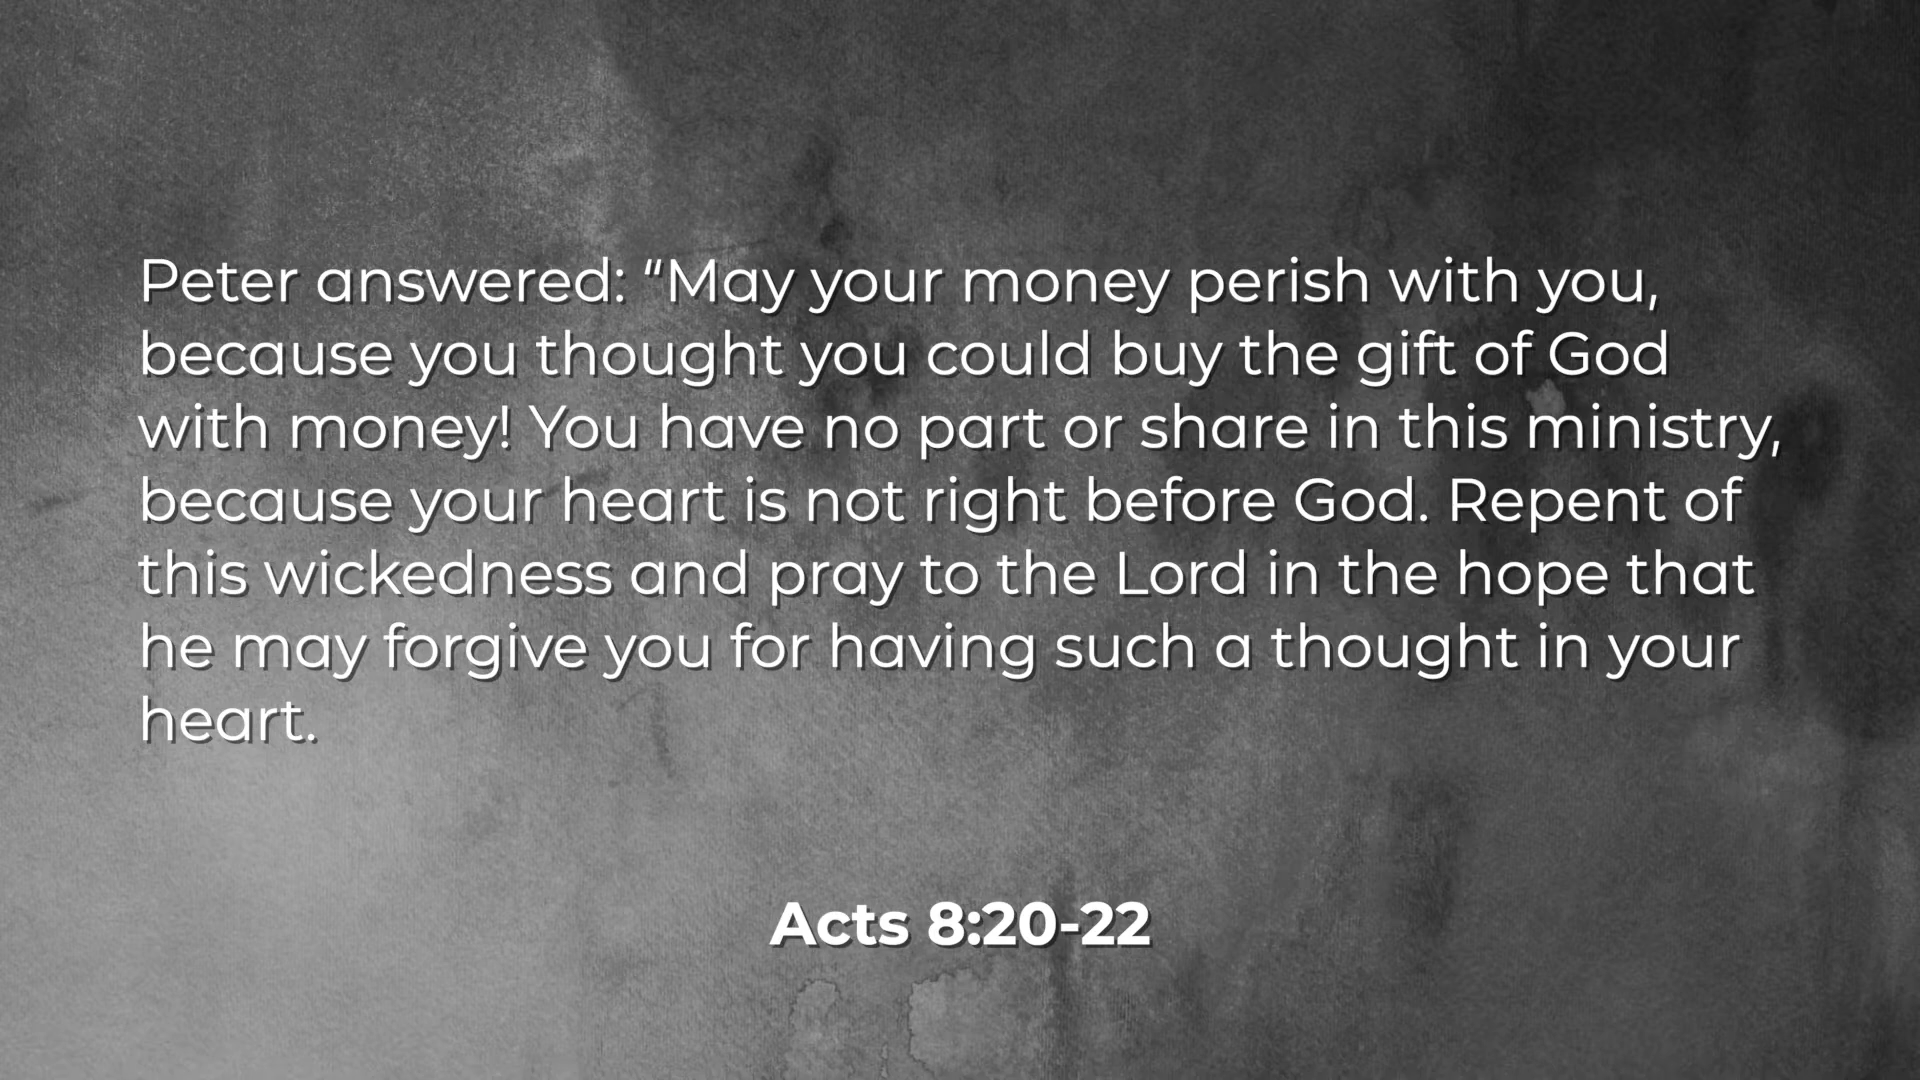 Peter answered: “May your money perish with you,
because you thought you could buy the gift of God
with money! You have no part or share in this ministry,
because your heart is not right before God. Repent of
this wickedness and pray to the Lord in the hope that
he may forgive you for having such a thought in your
heart.
Acts 8:20-22